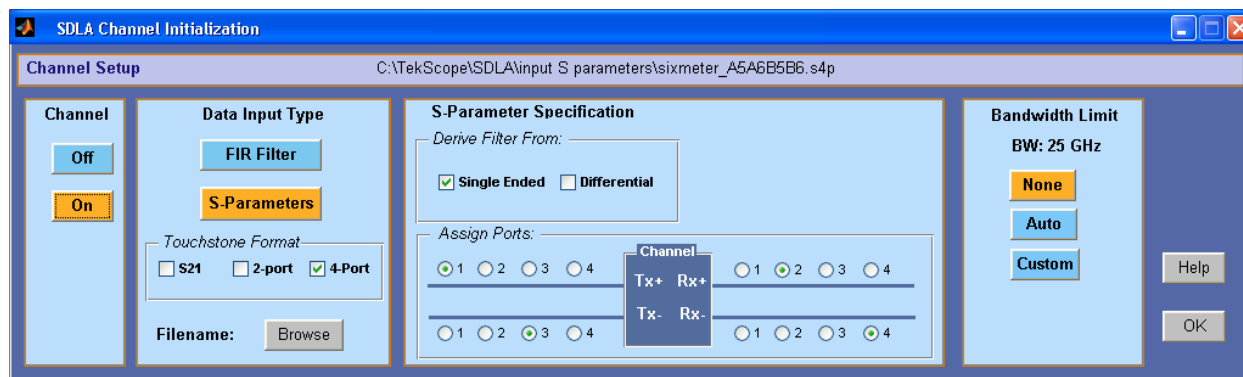 SDLA Channel Initialization
Channel Setup
C:\TekScope\SDLA\input S parameters\sixmeter_A5A6B5B6.s4p
Channel
Off
On
Data Input Type
FIR Filter
S-Parameters
Touchstone Format
S21 2-port 4-Port
Filename: Browse
S-Parameter Specification
Derive Filter From:
Single Ended Differential
Assign Ports:
Channel
1 2 3 4 Tx+ Rx+ 1 2 3 4
1 2 3 4 Tx- Rx- 1 2 3 4
Bandwidth Limit
BW: 25 GHz
None
Auto
Custom
Help
OK